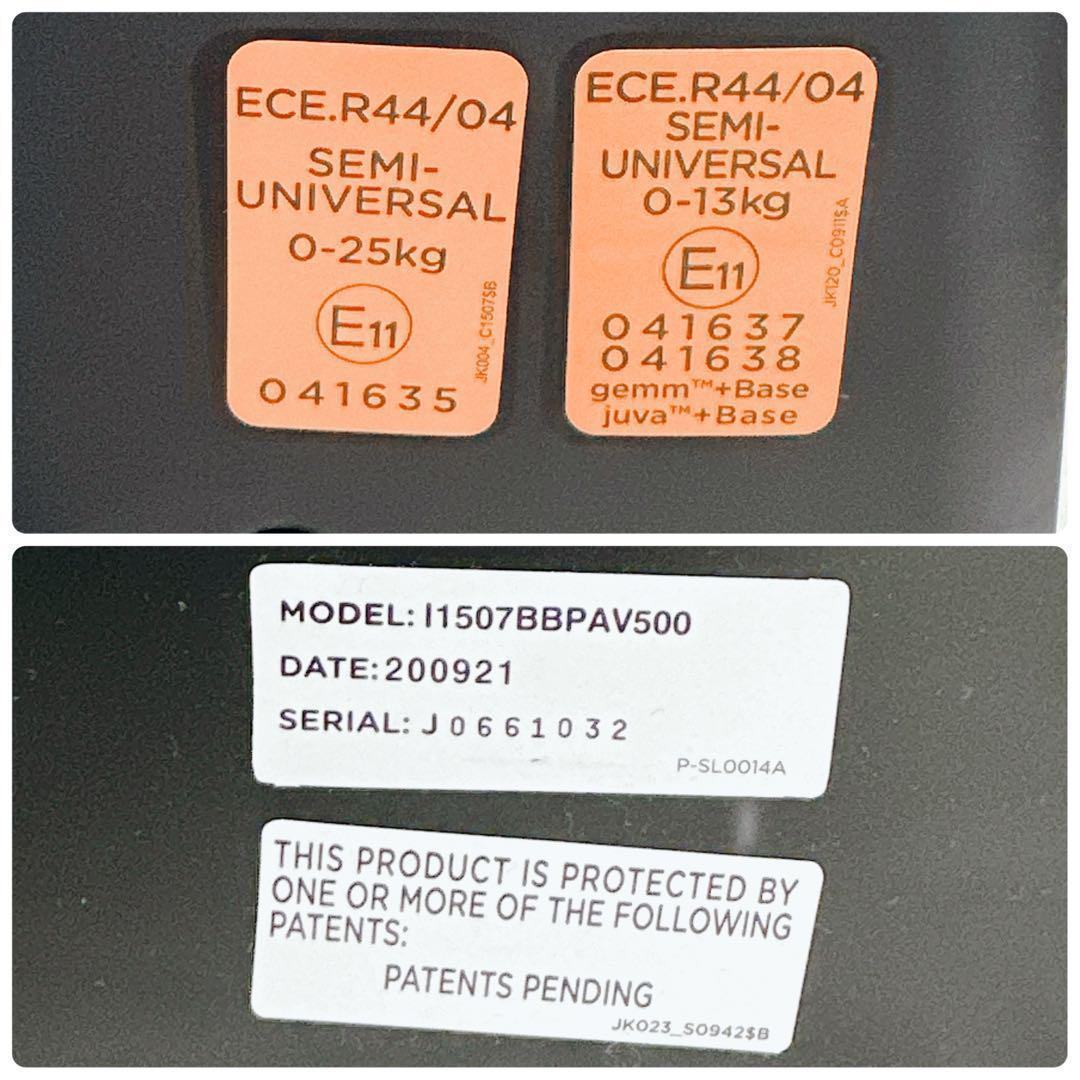 ECE.R44/04
SEMI-
UNIVERSAL
0-25kg
E11
041635
JK004_C1507$B
ECE.R44/04
SEMI-
UNIVERSAL
0-13kg
E11
041637
041638
gemm™+Base
juva™+Base
JK120_C0911$A
MODEL: I1507BBPAV500
DATE: 200921
SERIAL: J0661032
P-SL0014A
THIS PRODUCT IS PROTECTED BY
ONE OR MORE OF THE FOLLOWING
PATENTS:
PATENTS PENDING
JK023_S0942$B